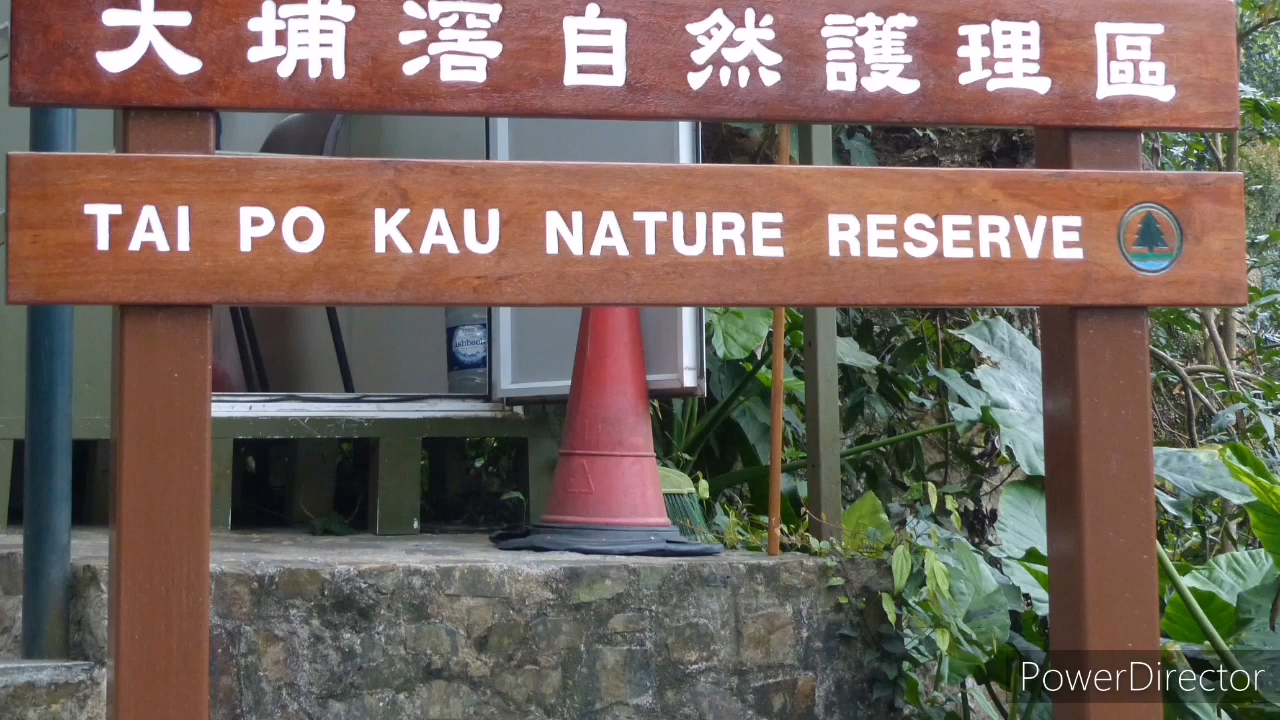 大埔滘自然護理區
TAI PO KAU NATURE RESERVE
PowerDirector